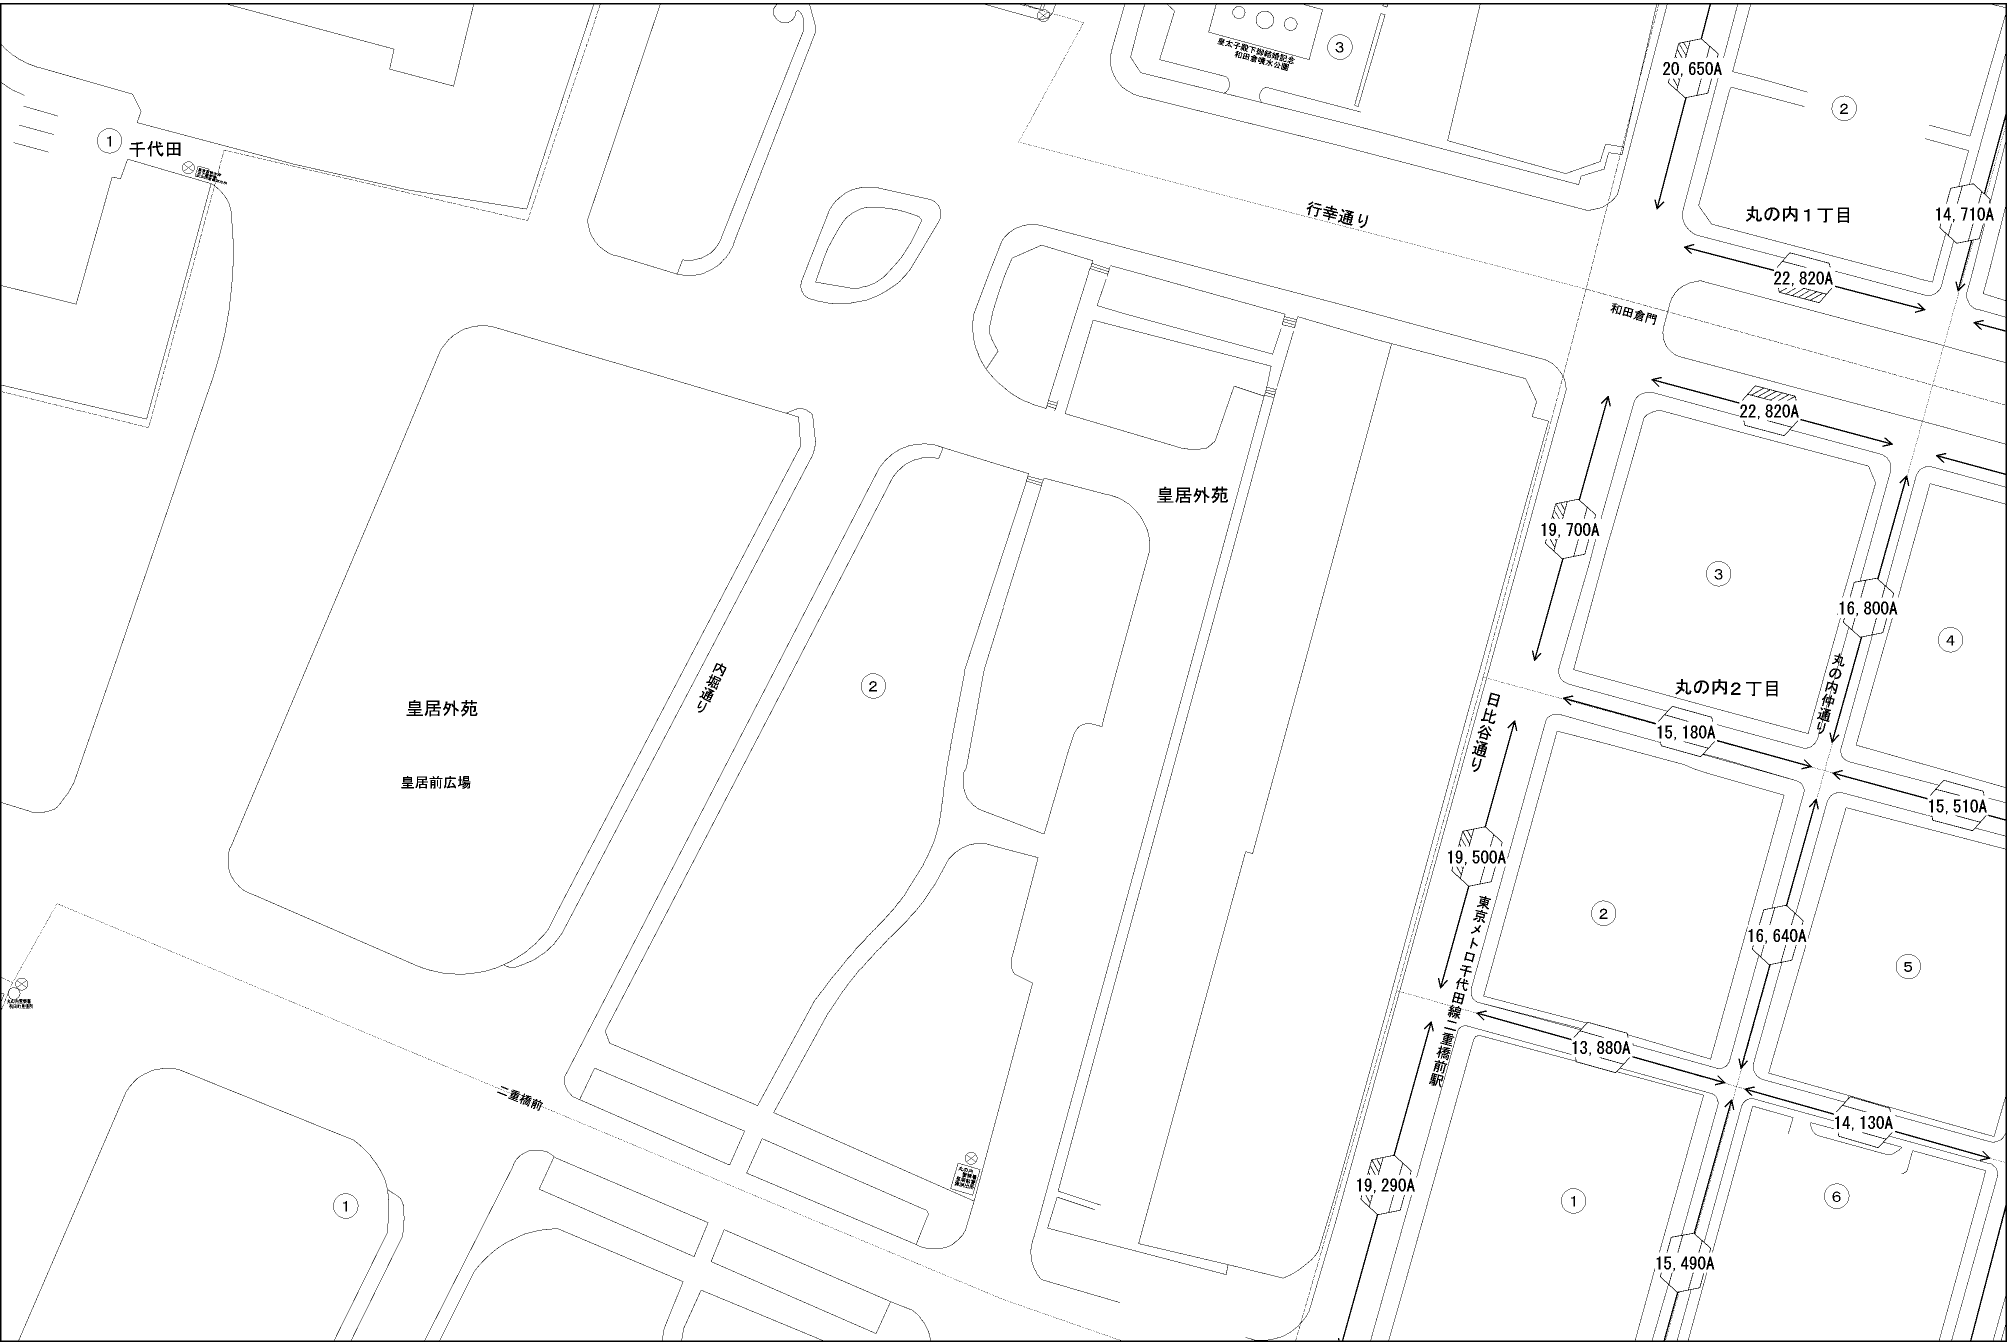 皇太子殿下御結婚記念
和田倉噴水公園
③
20,650A
②
①
千代田
丸の内1丁目
14,710A
行幸通り
22,820A
和田倉門
22,820A
皇居外苑
19,700A
③
16,800A
④
丸の内仲通り
内堀通り
②
丸の内2丁目
日比谷通り
皇居外苑
15,180A
皇居前広場
15,510A
19,500A
②
16,640A
東京メトロ千代田線二重橋前駅
⑤
13,880A
二重橋前
14,130A
19,290A
①
⑥
①
15,490A